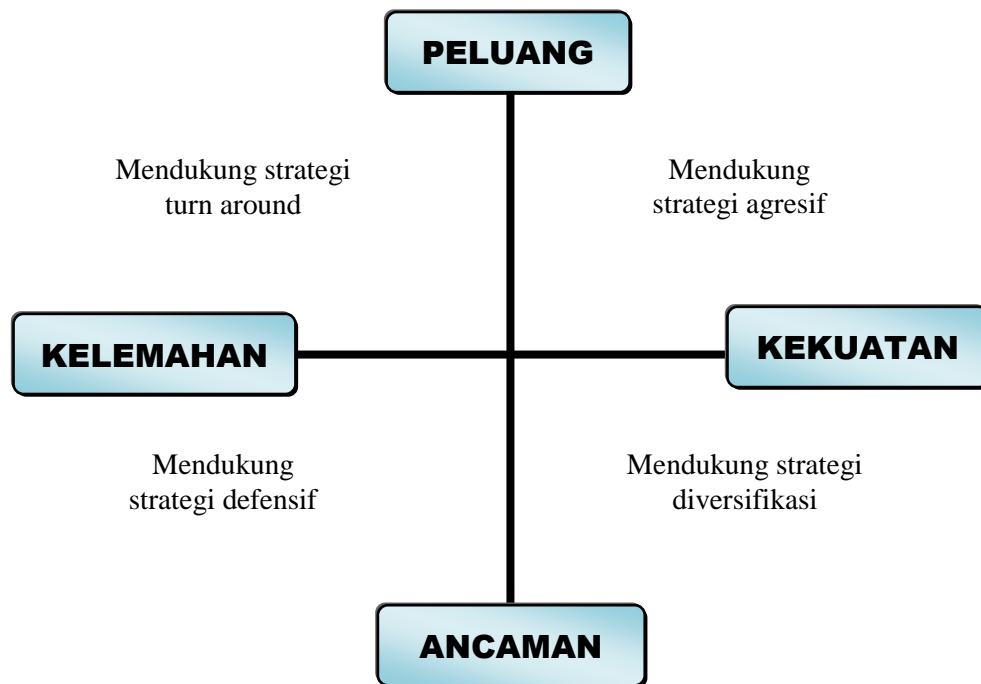 PELUANG
Mendukung strategi
turn around
Mendukung
strategi agresif
KELEMAHAN
KEKUATAN
Mendukung
strategi defensif
Mendukung strategi
diversifikasi
ANCAMAN